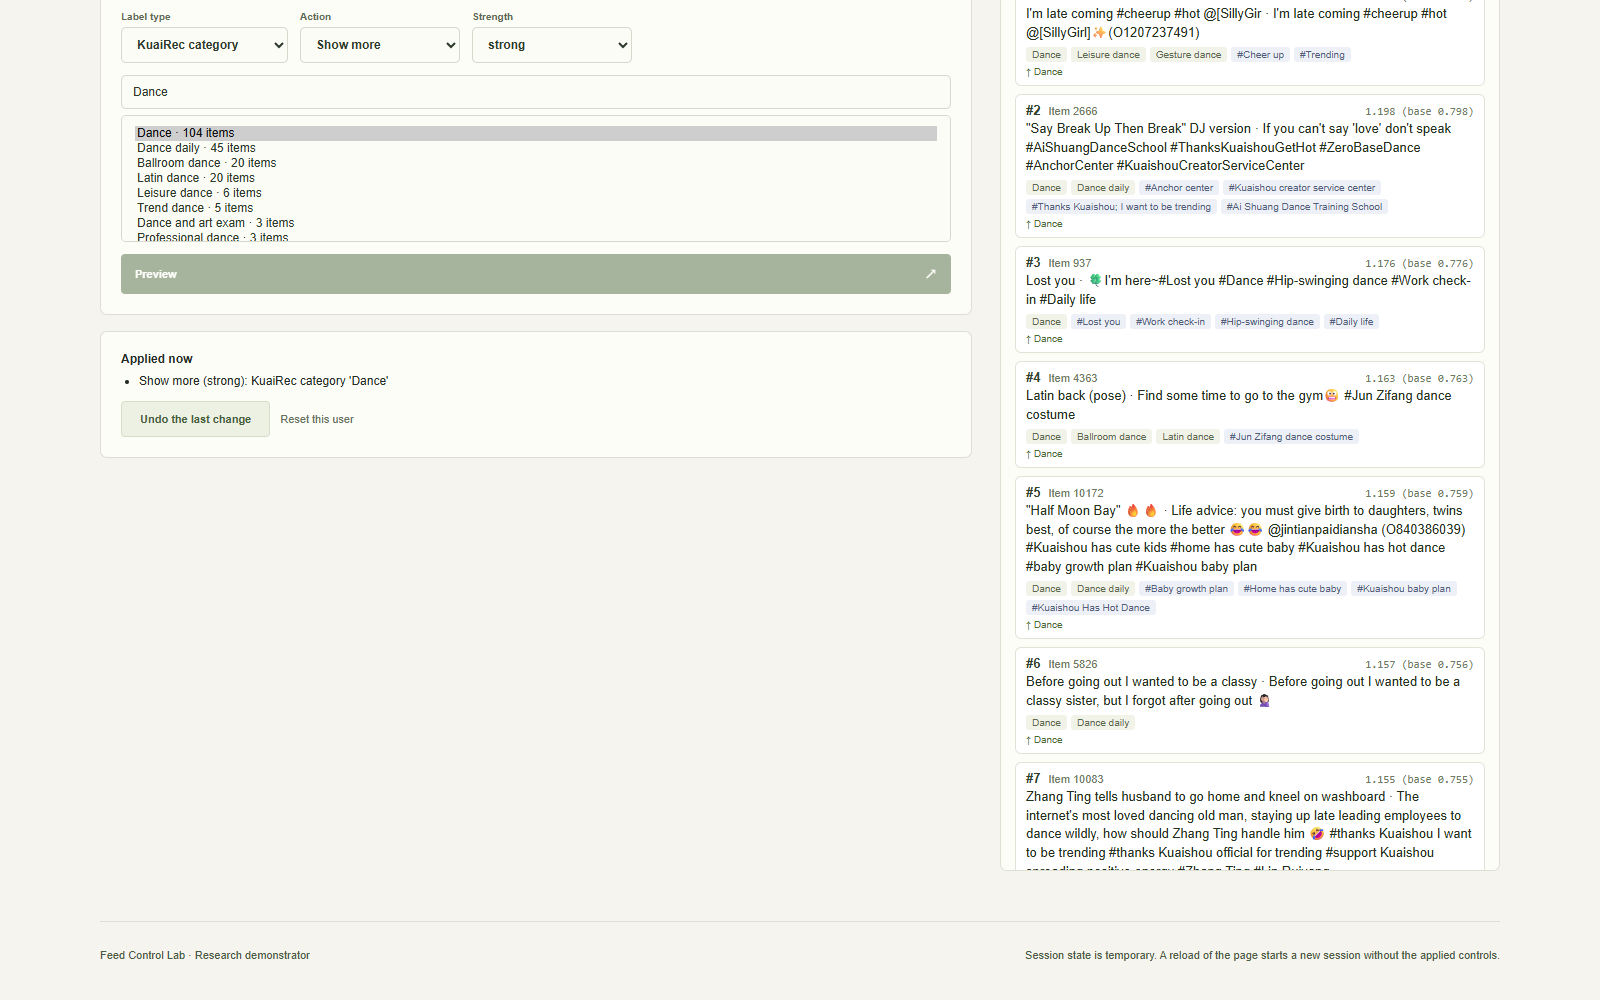 Label type
Action
Strength
KuaiRec category
Show more
strong
Dance
Dance · 104 items
Dance daily · 45 items
Ballroom dance · 20 items
Latin dance · 20 items
Leisure dance · 6 items
Trend dance · 5 items
Dance and art exam · 3 items
Professional dance · 3 items
Preview ↗
Applied now
• Show more (strong): KuaiRec category 'Dance'
Undo the last change
Reset this user
I'm late coming #cheerup #hot @[SillyGir · I'm late coming #cheerup #hot
@[SillyGirl]✨(O1207237491)
Dance Leisure dance Gesture dance #Cheer up #Trending
↑ Dance
#2 Item 2666 1.198 (base 0.798)
"Say Break Up Then Break" DJ version · If you can't say 'love' don't speak
#AiShuangDanceSchool #ThanksKuaishouGetHot #ZeroBaseDance
#AnchorCenter #KuaishouCreatorServiceCenter
Dance Dance daily #Anchor center #Kuaishou creator service center
#Thanks Kuaishou; I want to be trending #Ai Shuang Dance Training School
↑ Dance
#3 Item 937 1.176 (base 0.776)
Lost you · 🍀I'm here~#Lost you #Dance #Hip-swinging dance #Work check-
in #Daily life
Dance #Lost you #Work check-in #Hip-swinging dance #Daily life
↑ Dance
#4 Item 4363 1.163 (base 0.763)
Latin back (pose) · Find some time to go to the gym #Jun Zifang dance
costume
Dance Ballroom dance Latin dance #Jun Zifang dance costume
↑ Dance
#5 Item 10172 1.159 (base 0.759)
"Half Moon Bay" 🔥 🔥 · Life advice: you must give birth to daughters, twins
best, of course the more the better 😂 😂 @jintianpaidiansha (O840386039)
#Kuaishou has cute kids #home has cute baby #Kuaishou has hot dance
#baby growth plan #Kuaishou baby plan
Dance Dance daily #Baby growth plan #Home has cute baby #Kuaishou baby plan
#Kuaishou Has Hot Dance
↑ Dance
#6 Item 5826 1.157 (base 0.756)
Before going out I wanted to be a classy · Before going out I wanted to be a
classy sister, but I forgot after going out 🤦‍♀️
Dance Dance daily
↑ Dance
#7 Item 10083 1.155 (base 0.755)
Zhang Ting tells husband to go home and kneel on washboard · The
internet's most loved dancing old man, staying up late leading employees to
dance wildly, how should Zhang Ting handle him 🤣 #thanks Kuaishou I want
to be trending #thanks Kuaishou official for trending #support Kuaishou
Feed Control Lab · Research demonstrator
Session state is temporary. A reload of the page starts a new session without the applied controls.